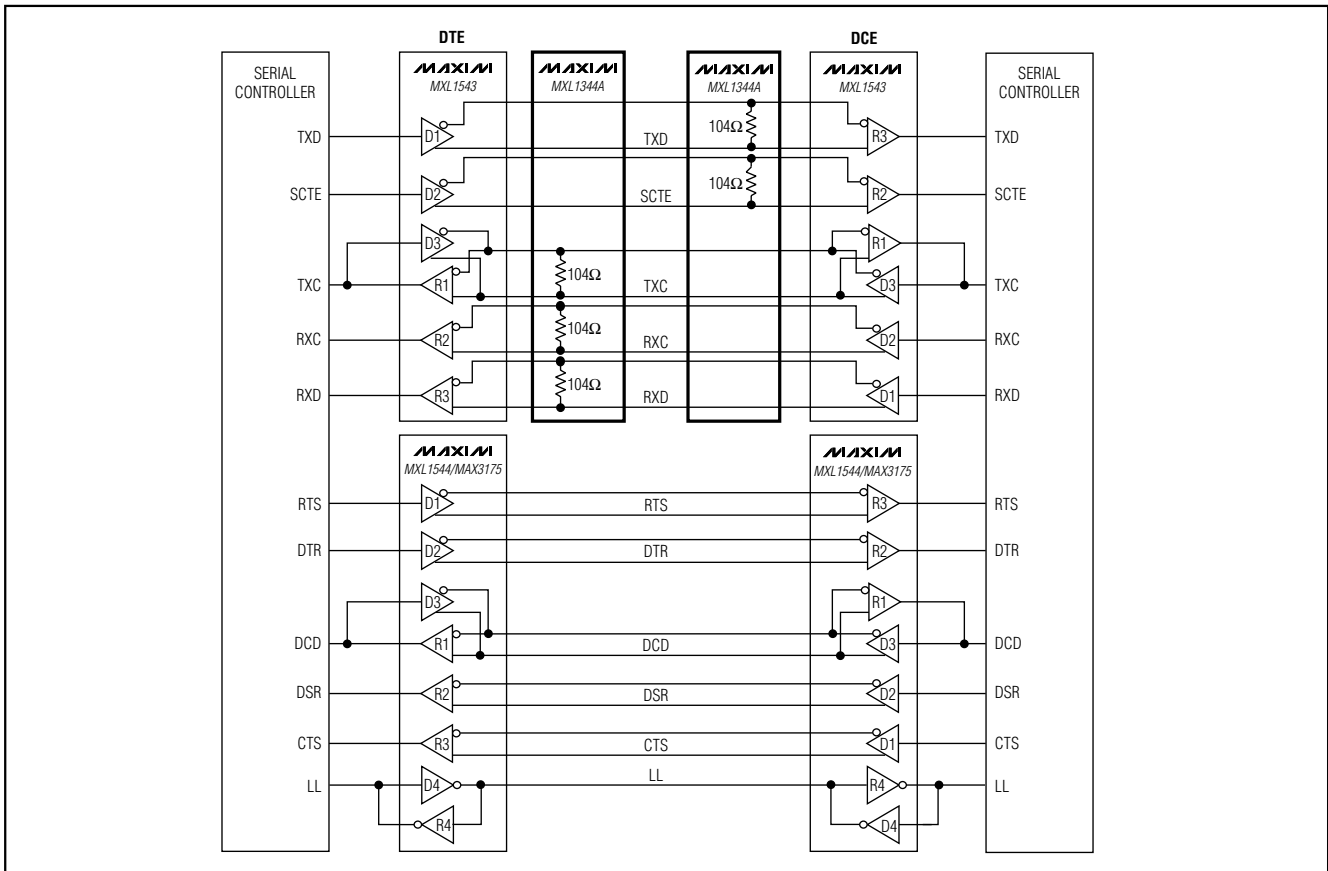 DTE
DCE
SERIAL
CONTROLLER
MAXIM
MXL1543
MAXIM
MXL1344A
MAXIM
MXL1344A
MAXIM
MXL1543
SERIAL
CONTROLLER
TXD
D1
TXD
104Ω
R3
TXD
SCTE
D2
SCTE
104Ω
R2
SCTE
D3
R1
TXC
R1
104Ω
TXC
D3
TXC
RXC
R2
104Ω
RXC
D2
RXC
RXD
R3
104Ω
RXD
D1
RXD
MAXIM
MXL1544/MAX3175
MAXIM
MXL1544/MAX3175
RTS
D1
RTS
R3
RTS
DTR
D2
DTR
R2
DTR
D3
R1
DCD
R1
DCD
D3
DCD
DSR
R2
DSR
D2
DSR
CTS
R3
CTS
D1
CTS
LL
D4
LL
R4
LL
R4
D4